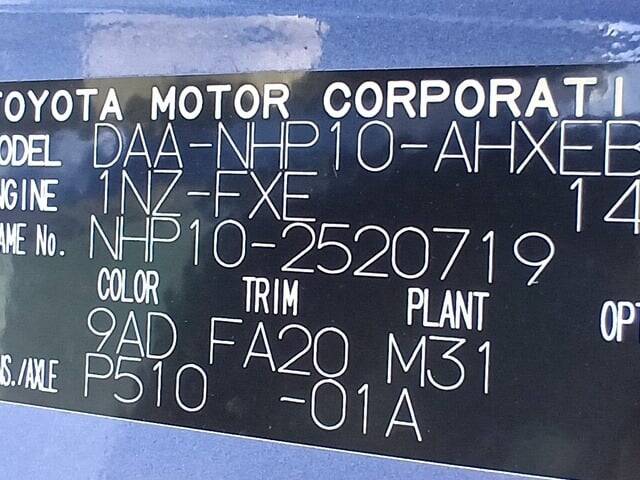 TOYOTA MOTOR CORPORATI
ODEL DAA-NHP10-AHXEB
NGINE 1NZ-FXE 14
AME No. NHP10-2520719
COLOR TRIM PLANT OPT
9AD FA20 M31
NS./AXLE P510 -01A